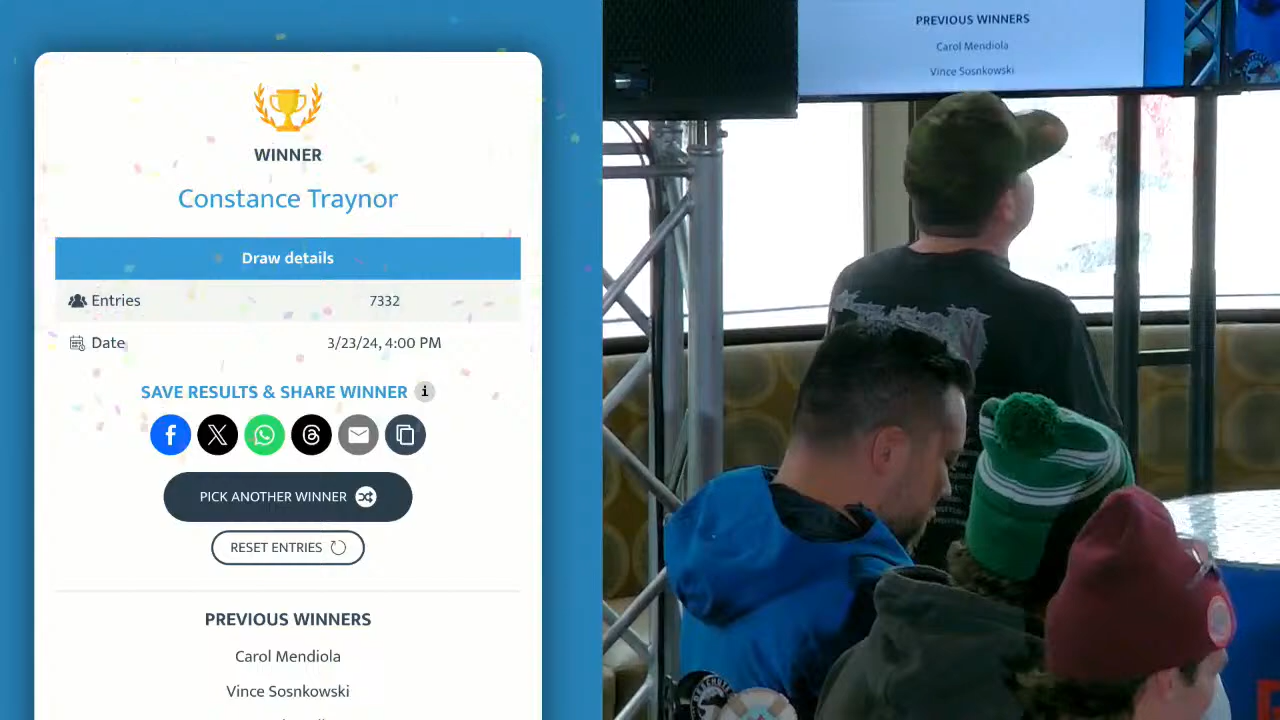 WINNER
Constance Traynor
Draw details
Entries 7332
Date 3/23/24, 4:00 PM
SAVE RESULTS & SHARE WINNER i
PICK ANOTHER WINNER
RESET ENTRIES
PREVIOUS WINNERS
Carol Mendiola
Vince Sosnkowski
PREVIOUS WINNERS
Carol Mendiola
Vince Sosnkowski